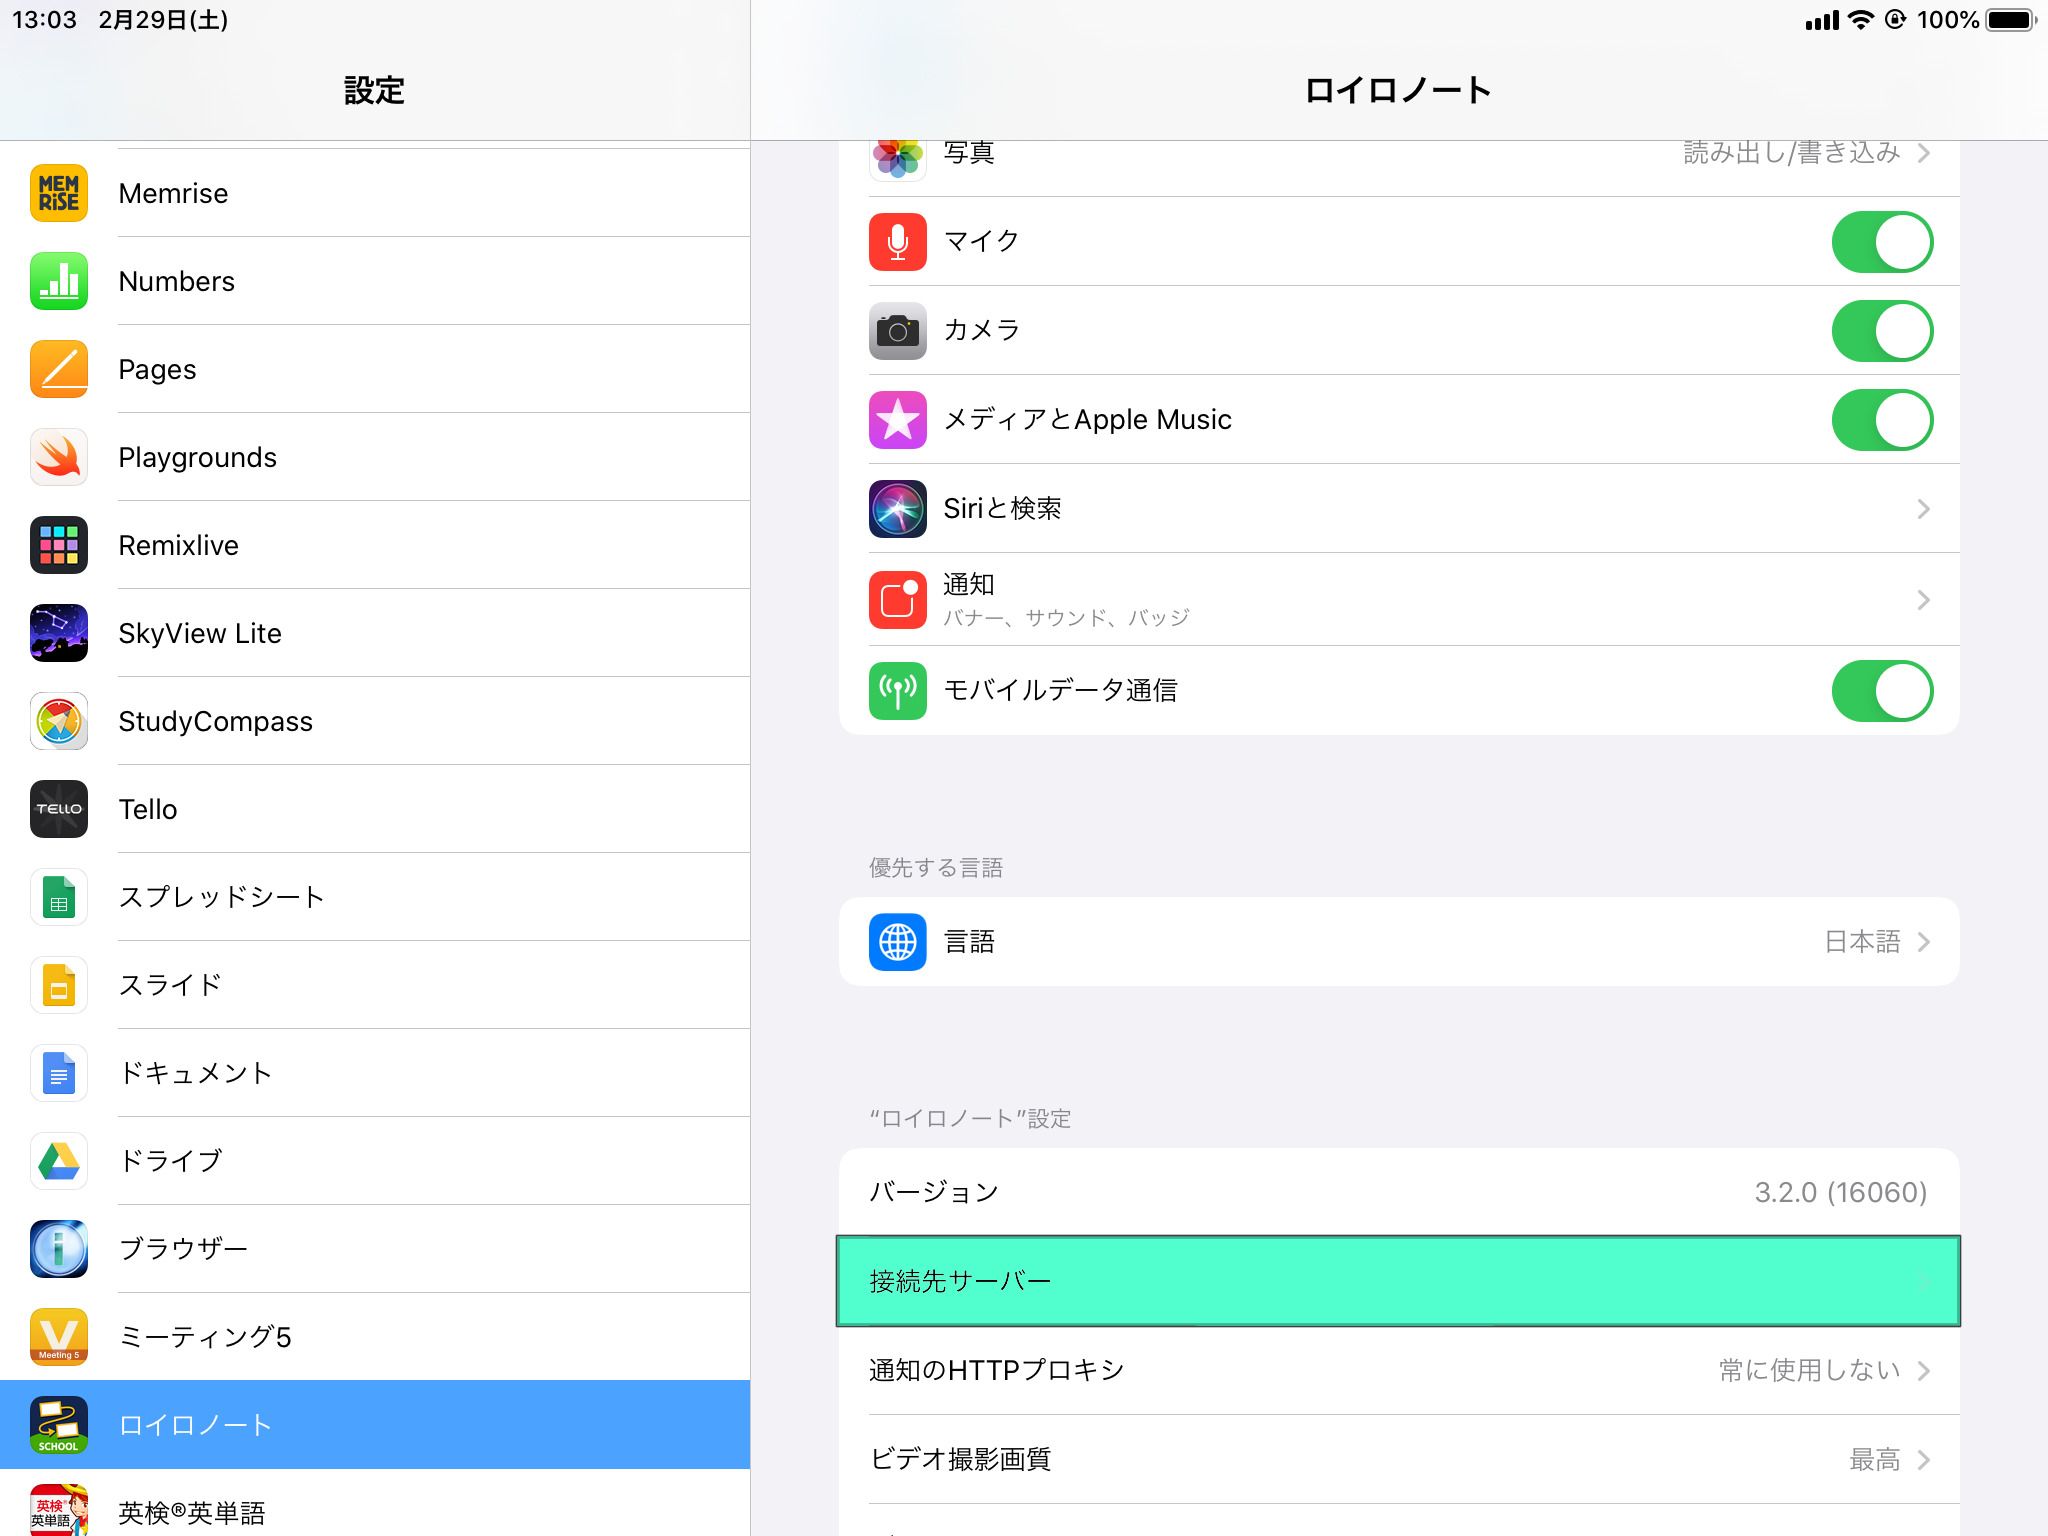 13:03 2月29日(土)
100%
設定
MEM
RiSE
Memrise
Numbers
Pages
Playgrounds
Remixlive
SkyView Lite
StudyCompass
TELLO
Tello
スプレッドシート
スライド
ドキュメント
ドライブ
ブラウザー
Meeting 5
ミーティング5
SCHOOL
ロイロノート
英検®
英単語
英検®英単語
ロイロノート
写真 読み出し/書き込み
マイク
カメラ
メディアとApple Music
Siriと検索
通知
バナー、サウンド、バッジ
モバイルデータ通信
優先する言語
言語 日本語
“ロイロノート”設定
バージョン 3.2.0 (16060)
接続先サーバー
通知のHTTPプロキシ 常に使用しない
ビデオ撮影画質 最高